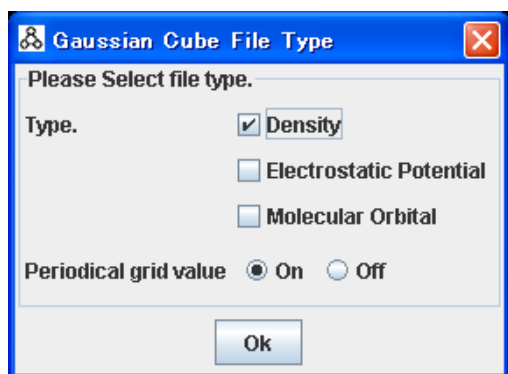 Gaussian Cube File Type
Please Select file type.
Type. Density
Electrostatic Potential
Molecular Orbital
Periodical grid value On Off
Ok